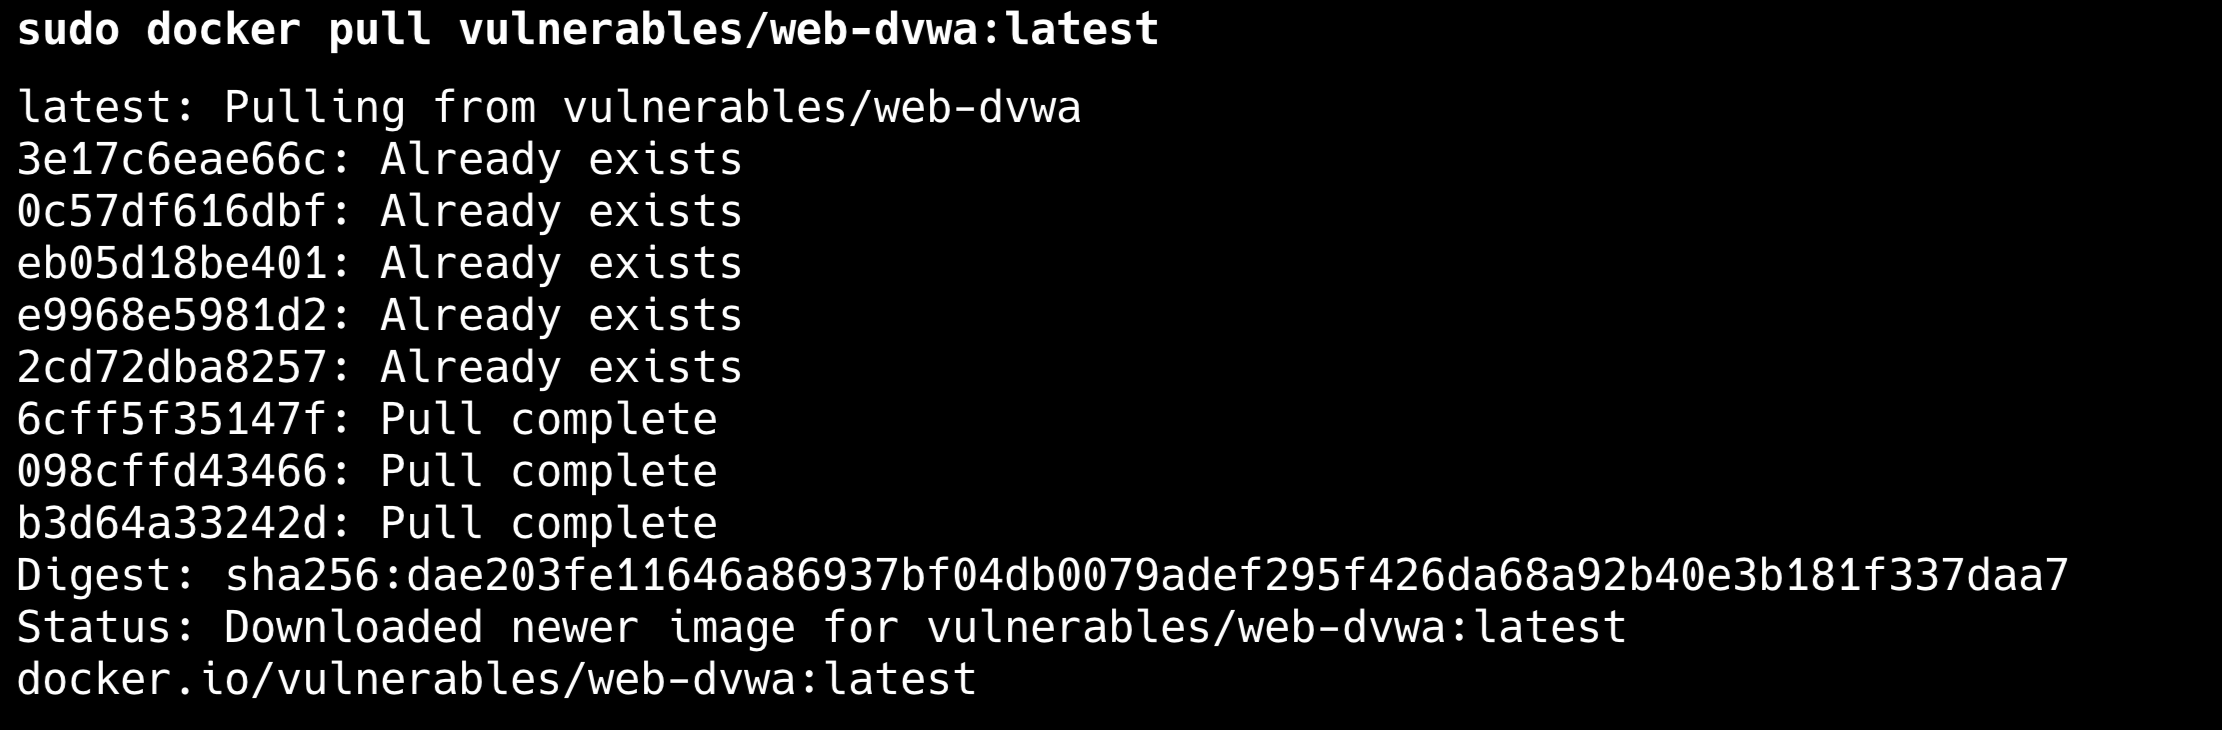 sudo docker pull vulnerables/web-dvwa:latest
latest: Pulling from vulnerables/web-dvwa
3e17c6eae66c: Already exists
0c57df616dbf: Already exists
eb05d18be401: Already exists
e9968e5981d2: Already exists
2cd72dba8257: Already exists
6cff5f35147f: Pull complete
098cffd43466: Pull complete
b3d64a33242d: Pull complete
Digest: sha256:dae203fe11646a86937bf04db0079adef295f426da68a92b40e3b181f337daa7
Status: Downloaded newer image for vulnerables/web-dvwa:latest
docker.io/vulnerables/web-dvwa:latest